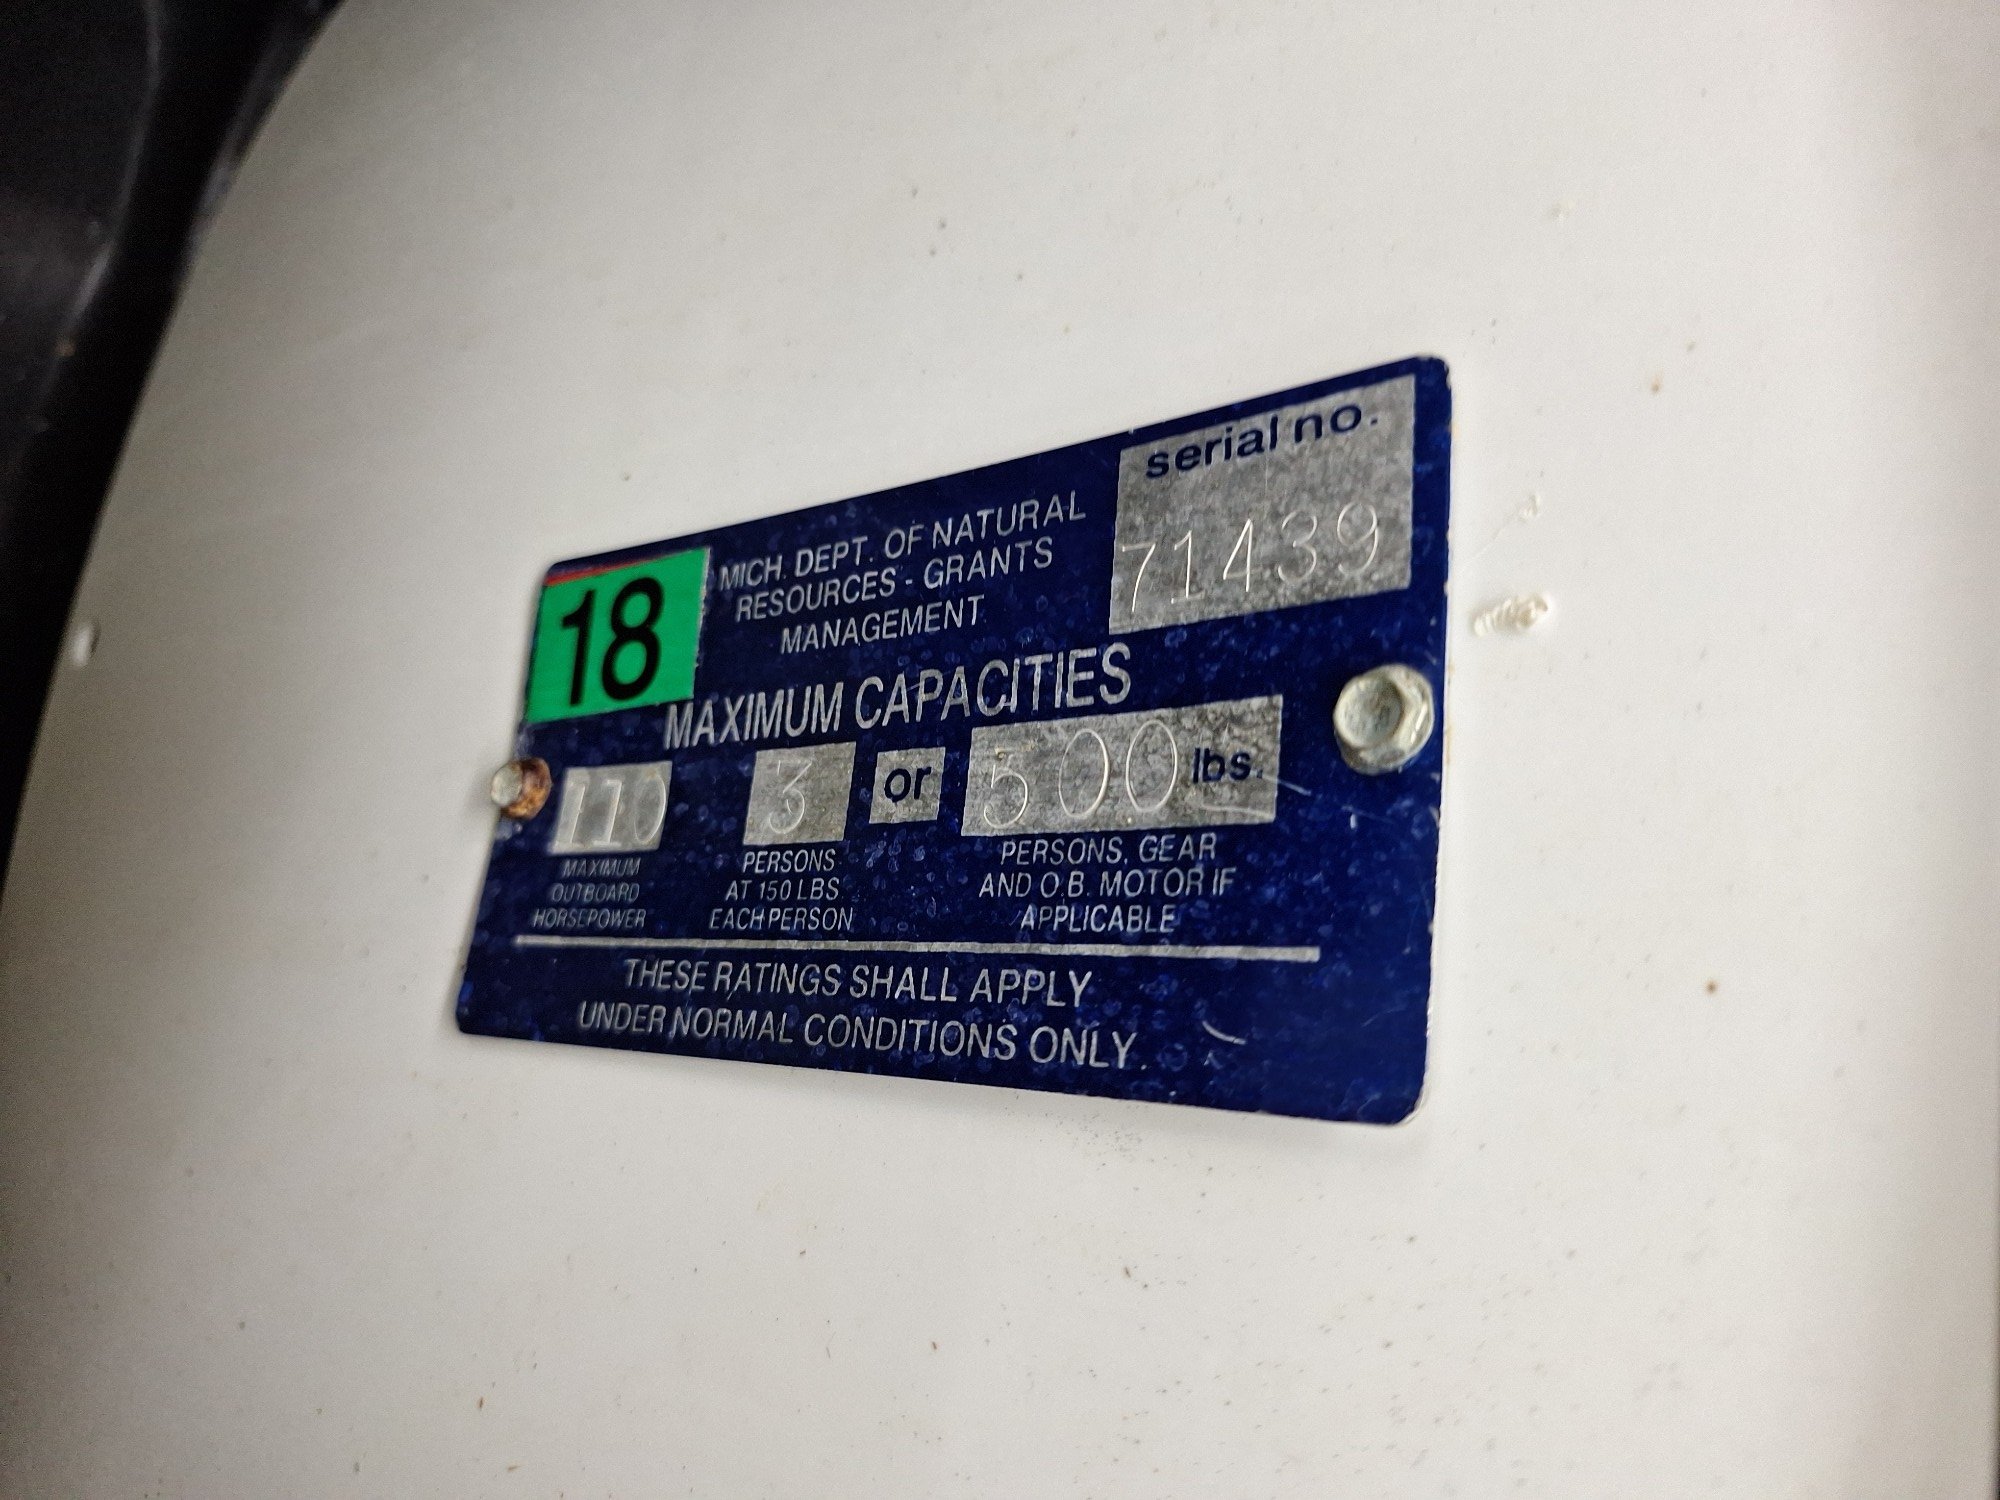 18
MICH. DEPT. OF NATURAL
RESOURCES - GRANTS
MANAGEMENT
serial no.
71439
MAXIMUM CAPACITIES
110
MAXIMUM
OUTBOARD
HORSEPOWER
3
PERSONS
AT 150 LBS.
EACH PERSON
or
500 lbs.
PERSONS, GEAR
AND O.B. MOTOR IF
APPLICABLE
THESE RATINGS SHALL APPLY
UNDER NORMAL CONDITIONS ONLY.